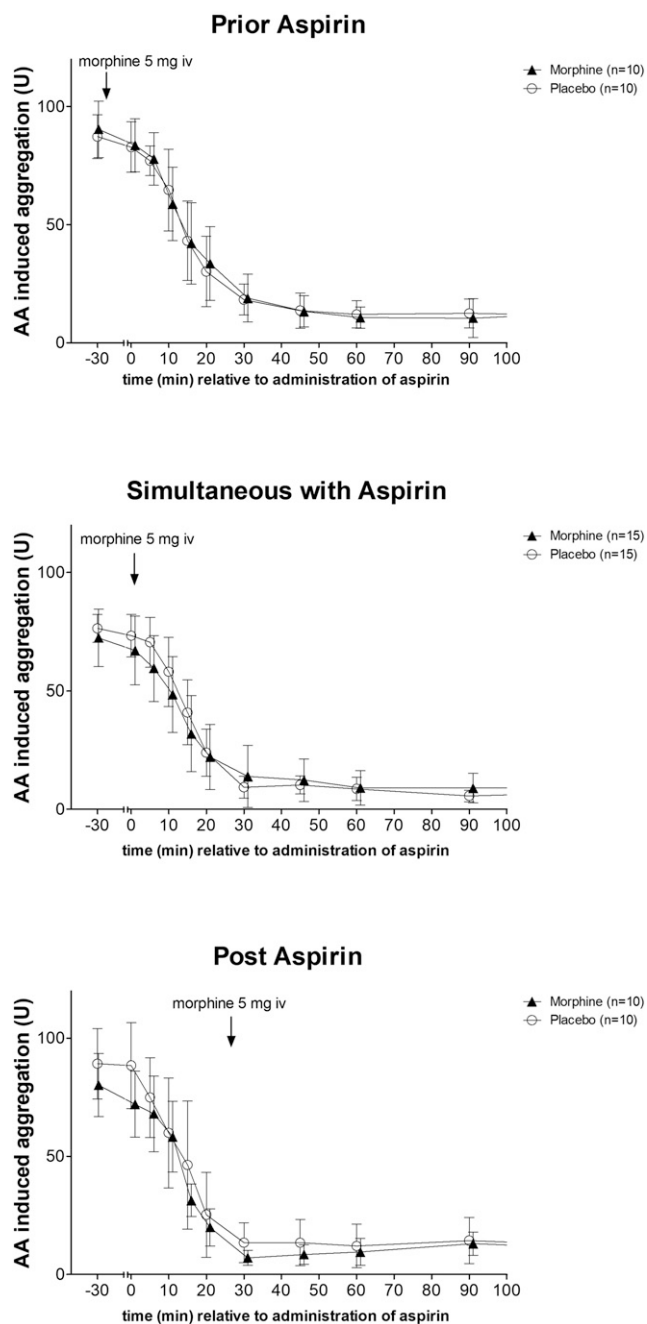 Prior Aspirin
morphine 5 mg iv
Morphine (n=10)
Placebo (n=10)
AA induced aggregation (U)
100
50
0
-30 0 10 20 30 40 50 60 70 80 90 100
time (min) relative to administration of aspirin
Simultaneous with Aspirin
morphine 5 mg iv
Morphine (n=15)
Placebo (n=15)
AA induced aggregation (U)
100
50
0
-30 0 10 20 30 40 50 60 70 80 90 100
time (min) relative to administration of aspirin
Post Aspirin
morphine 5 mg iv
Morphine (n=10)
Placebo (n=10)
AA induced aggregation (U)
100
50
0
-30 0 10 20 30 40 50 60 70 80 90 100
time (min) relative to administration of aspirin